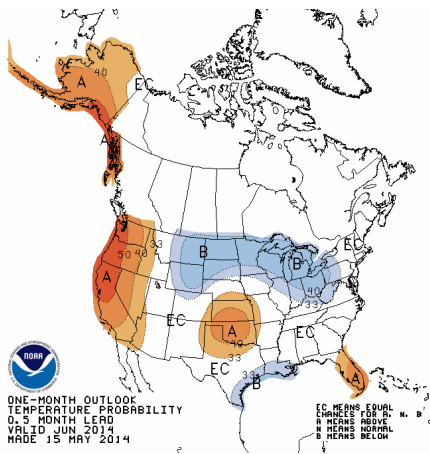 A
40
EC
A
33
50
40
B
EC
B
A
40
33
EC
A
EC
40
33
EC
33
B
A
NOAA
ONE-MONTH OUTLOOK
TEMPERATURE PROBABILITY
0.5 MONTH LEAD
VALID JUN 2014
MADE 15 MAY 2014
EC MEANS EQUAL
CHANCES FOR A, N, B
A MEANS ABOVE
N MEANS NORMAL
B MEANS BELOW